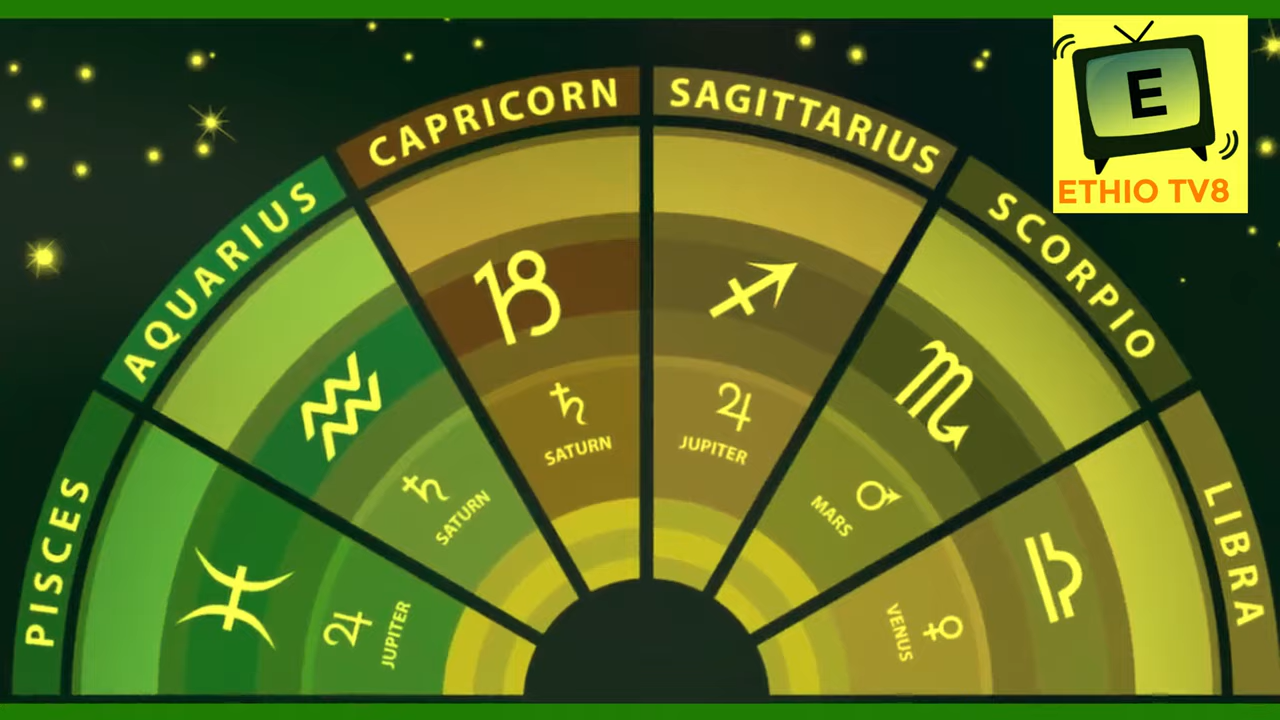 CAPRICORN
SAGITTARIUS
E
ETHIO TV8
AQUARIUS
SCORPIO
PISCES
LIBRA
SATURN
JUPITER
SATURN
MARS
JUPITER
VENUS